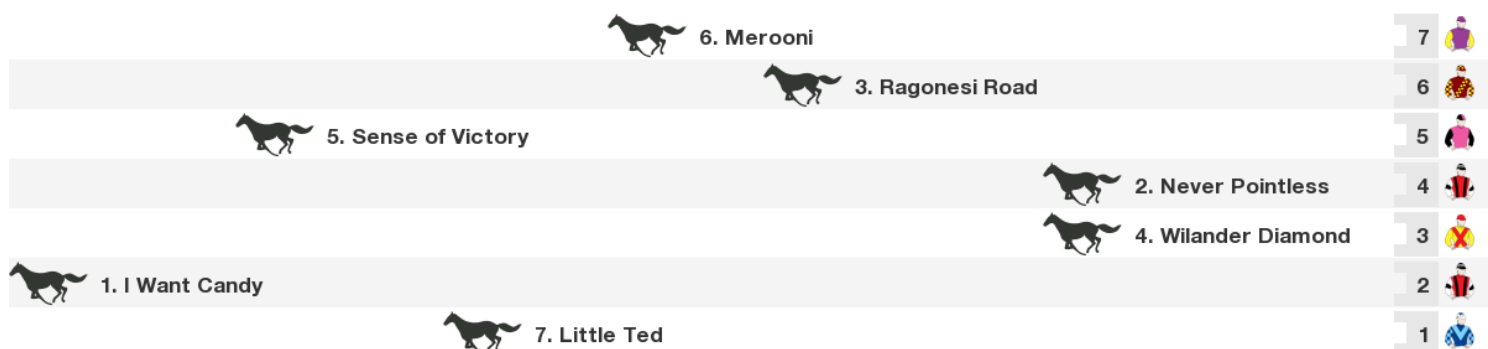 6. Merooni 7
3. Ragonesi Road 6
5. Sense of Victory 5
2. Never Pointless 4
4. Wilander Diamond 3
1. I Want Candy 2
7. Little Ted 1